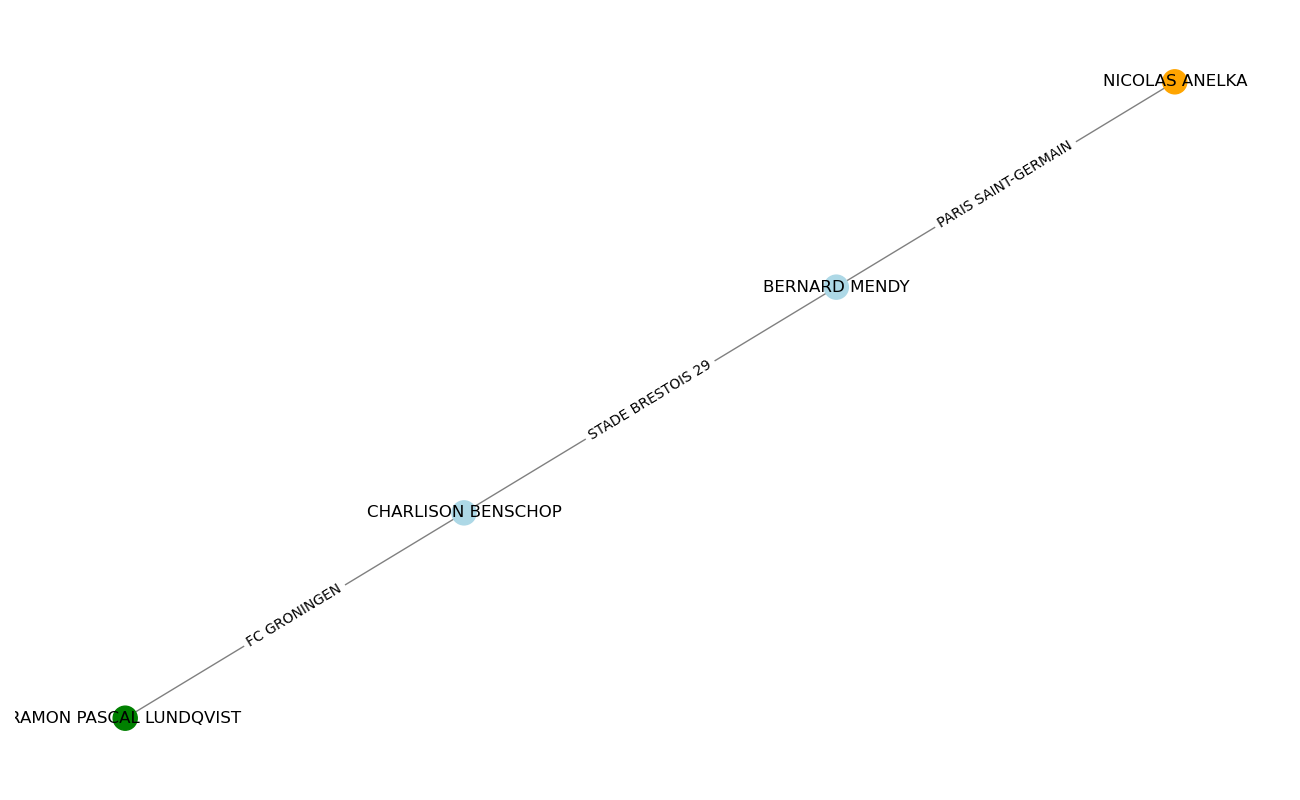 NICOLAS ANELKA
PARIS SAINT-GERMAIN
BERNARD MENDY
STADE BRESTOIS 29
CHARLISON BENSCHOP
FC GRONINGEN
RAMON PASCAL LUNDQVIST